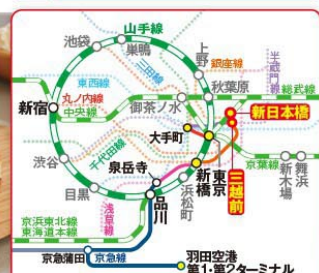 山手線
池袋
巣鴨
上野
銀座線
半蔵門線
三田線
東西線
秋葉原
総武線
丸ノ内線
新宿
中央線
御茶ノ水
新日本橋
大手町
千代田線
三越前
渋谷
泉岳寺
東京
新橋
京葉線
新木場
舞浜
目黒
品川
浜松町
浅草線
京浜東北線
東海道本線
京急蒲田
京急線
羽田空港
第1・第2ターミナル